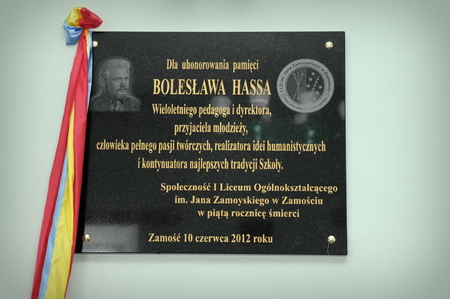 Dla uhonorowania pamięci
BOLESŁAWA HASSA
Wieloletniego pedagoga i dyrektora,
przyjaciela młodzieży,
człowieka pełnego pasji twórczych, realizatora idei humanistycznych
i kontynuatora najlepszych tradycji Szkoły.
Społeczność I Liceum Ogólnokształcącego
im. Jana Zamoyskiego w Zamościu
w piątą rocznicę śmierci
Zamość 10 czerwca 2012 roku